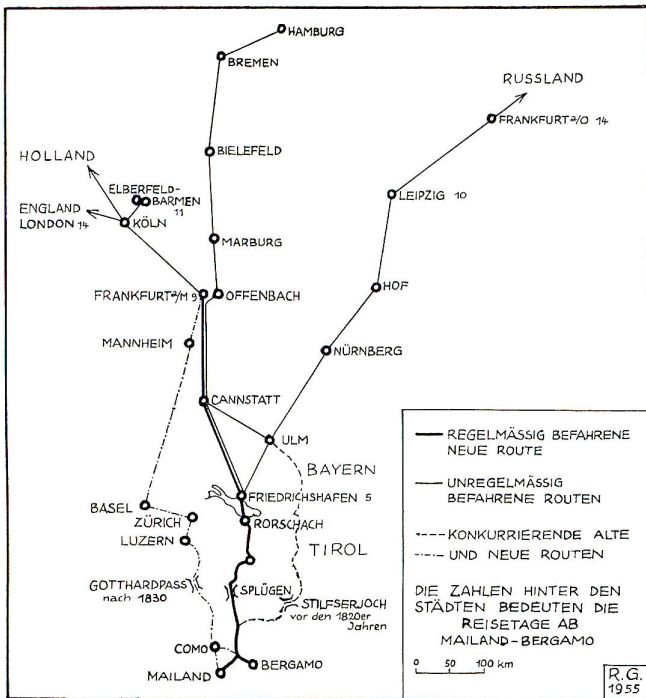 HAMBURG
BREMEN
RUSSLAND
FRANKFURT a/O 14
BIELEFELD
HOLLAND
ELBERFELD-
BARMEN
11
ENGLAND
LONDON 14
KÖLN
LEIPZIG 10
MARBURG
FRANKFURT a/M 9
OFFENBACH
HOF
MANNHEIM
NÜRNBERG
CANNSTATT
ULM
BAYERN
FRIEDRICHSHAFEN 5
BASEL
ZÜRICH
RORSCHACH
LUZERN
TIROL
GOTTHARDPASS
nach 1830
SPLÜGEN
STILFSERJOCH
vor den 1820er
Jahren
COMO
BERGAMO
MAILAND
REGELMÄSSIG BEFAHRENE
NEUE ROUTE
UNREGELMÄSSIG
BEFAHRENE ROUTEN
KONKURRIERENDE ALTE
UND NEUE ROUTEN
DIE ZAHLEN HINTER DEN
STÄDTEN BEDEUTEN DIE
REISETAGE AB
MAILAND-BERGAMO
0 50 100 km
R.G.
1955